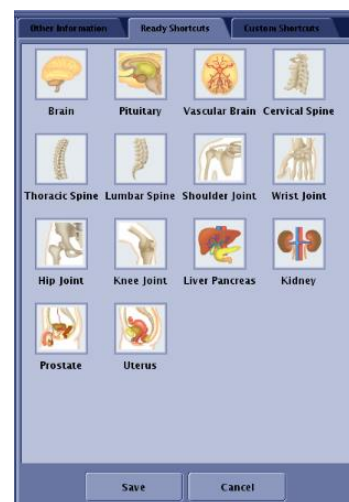 Other Information Ready Shortcuts Custom Shortcuts
Brain Pituitary Vascular Brain Cervical Spine
Thoracic Spine Lumbar Spine Shoulder Joint Wrist Joint
Hip Joint Knee Joint Liver Pancreas Kidney
Prostate Uterus
Save Cancel